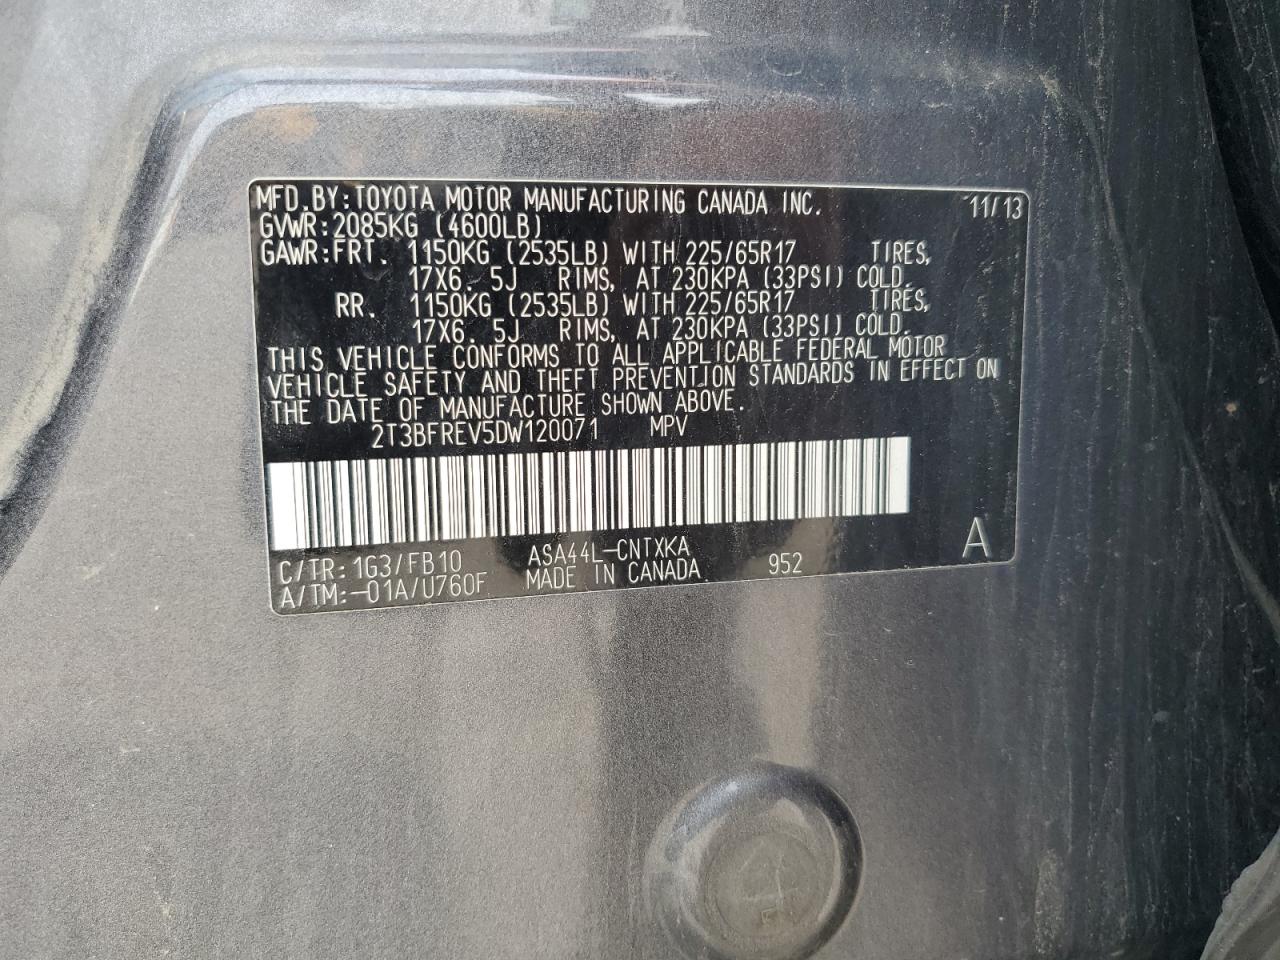 MFD.BY:TOYOTA MOTOR MANUFACTURING CANADA INC. 11/13
GVWR:2085KG (4600LB)
GAWR:FRT. 1150KG (2535LB) WITH 225/65R17 TIRES,
17X6.5J RIMS, AT 230KPA (33PSI) COLD.
RR. 1150KG (2535LB) WITH 225/65R17 TIRES,
17X6.5J RIMS, AT 230KPA (33PSI) COLD.
THIS VEHICLE CONFORMS TO ALL APPLICABLE FEDERAL MOTOR
VEHICLE SAFETY AND THEFT PREVENTION STANDARDS IN EFFECT ON
THE DATE OF MANUFACTURE SHOWN ABOVE.
2T3BFREV5DW120071 MPV
C/TR:1G3/FB10 ASA44L-CNTXKA 952 A
A/TM:-01A/U760F MADE IN CANADA